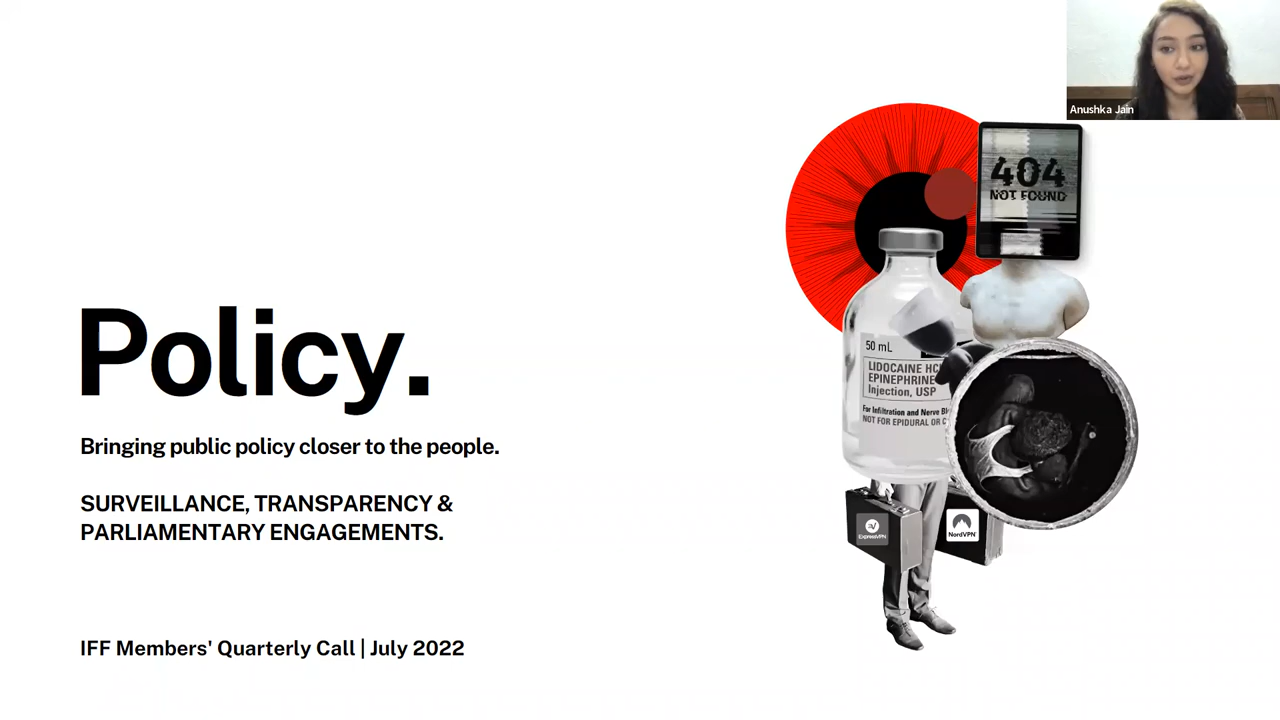 Anushka Jain
404
NOT FOUND
50 mL
LIDOCAINE HC
EPINEPHRINE
Injection, USP
For Infiltration and Nerve Bl
NOT FOR EPIDURAL OR C
ExpressVPN
NordVPN
Policy.
Bringing public policy closer to the people.
SURVEILLANCE, TRANSPARENCY &
PARLIAMENTARY ENGAGEMENTS.
IFF Members' Quarterly Call | July 2022